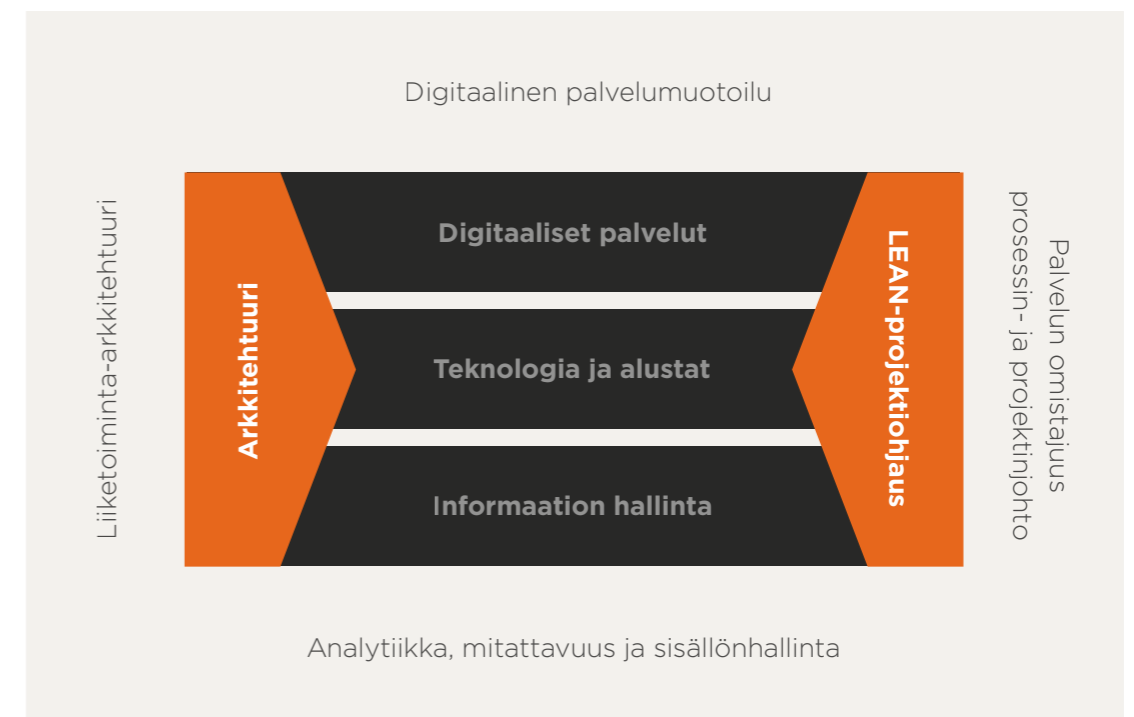 Digitaalinen palvelumuotoilu
Liiketoiminta-arkkitehtuuri
Arkkitehtuuri
Digitaaliset palvelut
Teknologia ja alustat
Informaation hallinta
LEAN-projektiohjaus
Palvelun omistajuus
prosessin- ja projektinjohto
Analytiikka, mitattavuus ja sisällönhallinta